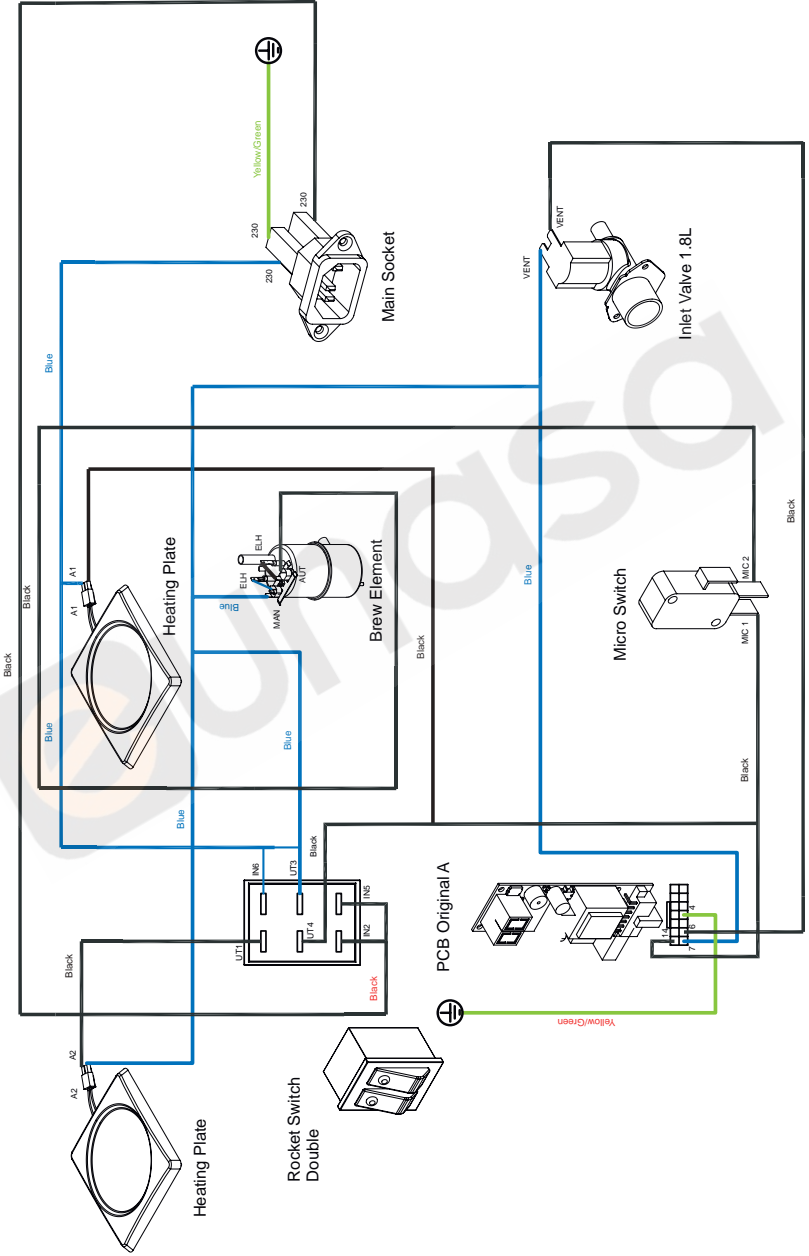 Yellow/Green
230
230
230
Main Socket
VENT
VENT
Inlet Valve 1.8L
Blue
Black
Black
A1
A1
Heating Plate
ELH
ELH
AUT
MAN
Blue
Brew Element
Black
Blue
Black
MIC 2
MIC 1
Micro Switch
Black
Blue
Blue
Blue
Black
IN6
UT3
IN5
UT1
UT4
IN2
Black
Black
PCB Original A
4
6
14
7
Yellow/Green
A2
A2
Heating Plate
Rocket Switch
Double
eunasa